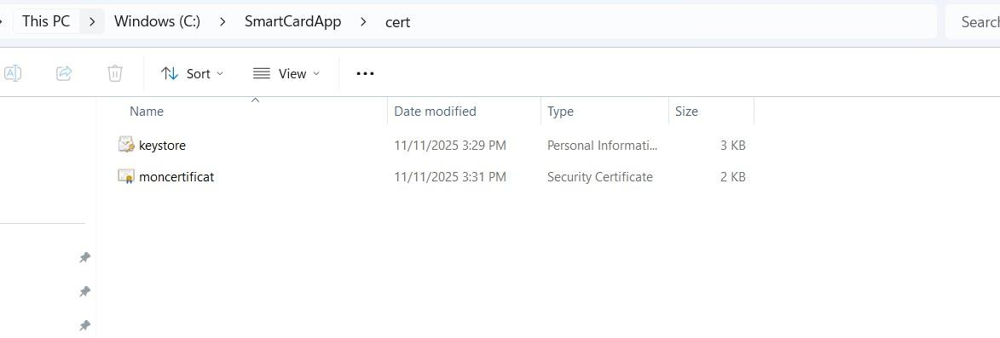 This PC > Windows (C:) > SmartCardApp > cert Search
A Sort View ...
Name Date modified Type Size
keystore 11/11/2025 3:29 PM Personal Informati... 3 KB
moncertificat 11/11/2025 3:31 PM Security Certificate 2 KB